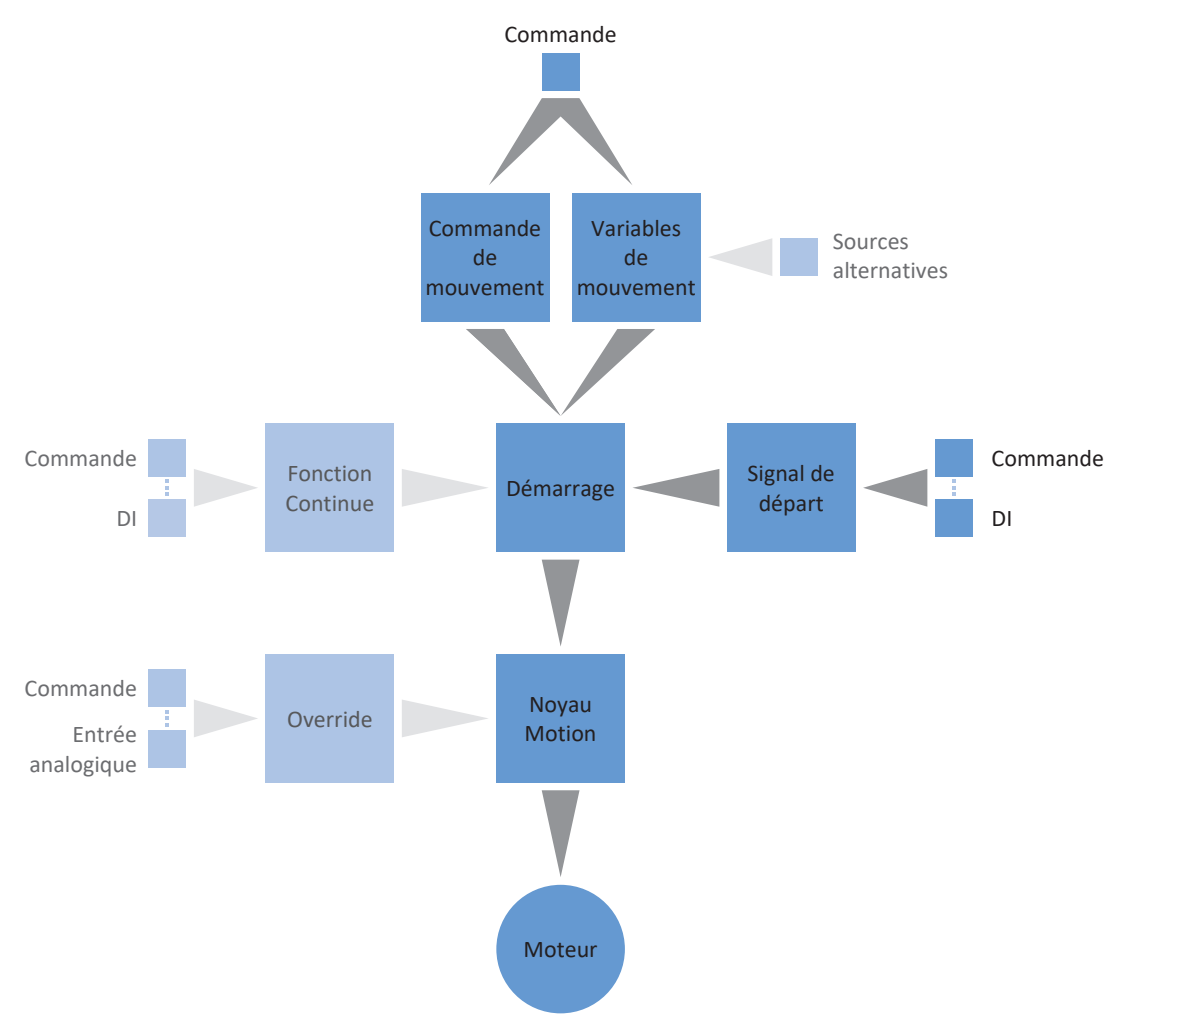 Commande
Commande
de
mouvement
Variables
de
mouvement
Sources
alternatives
Commande
DI
Fonction
Continue
Démarrage
Signal de
départ
Commande
DI
Commande
Entrée
analogique
Override
Noyau
Motion
Moteur